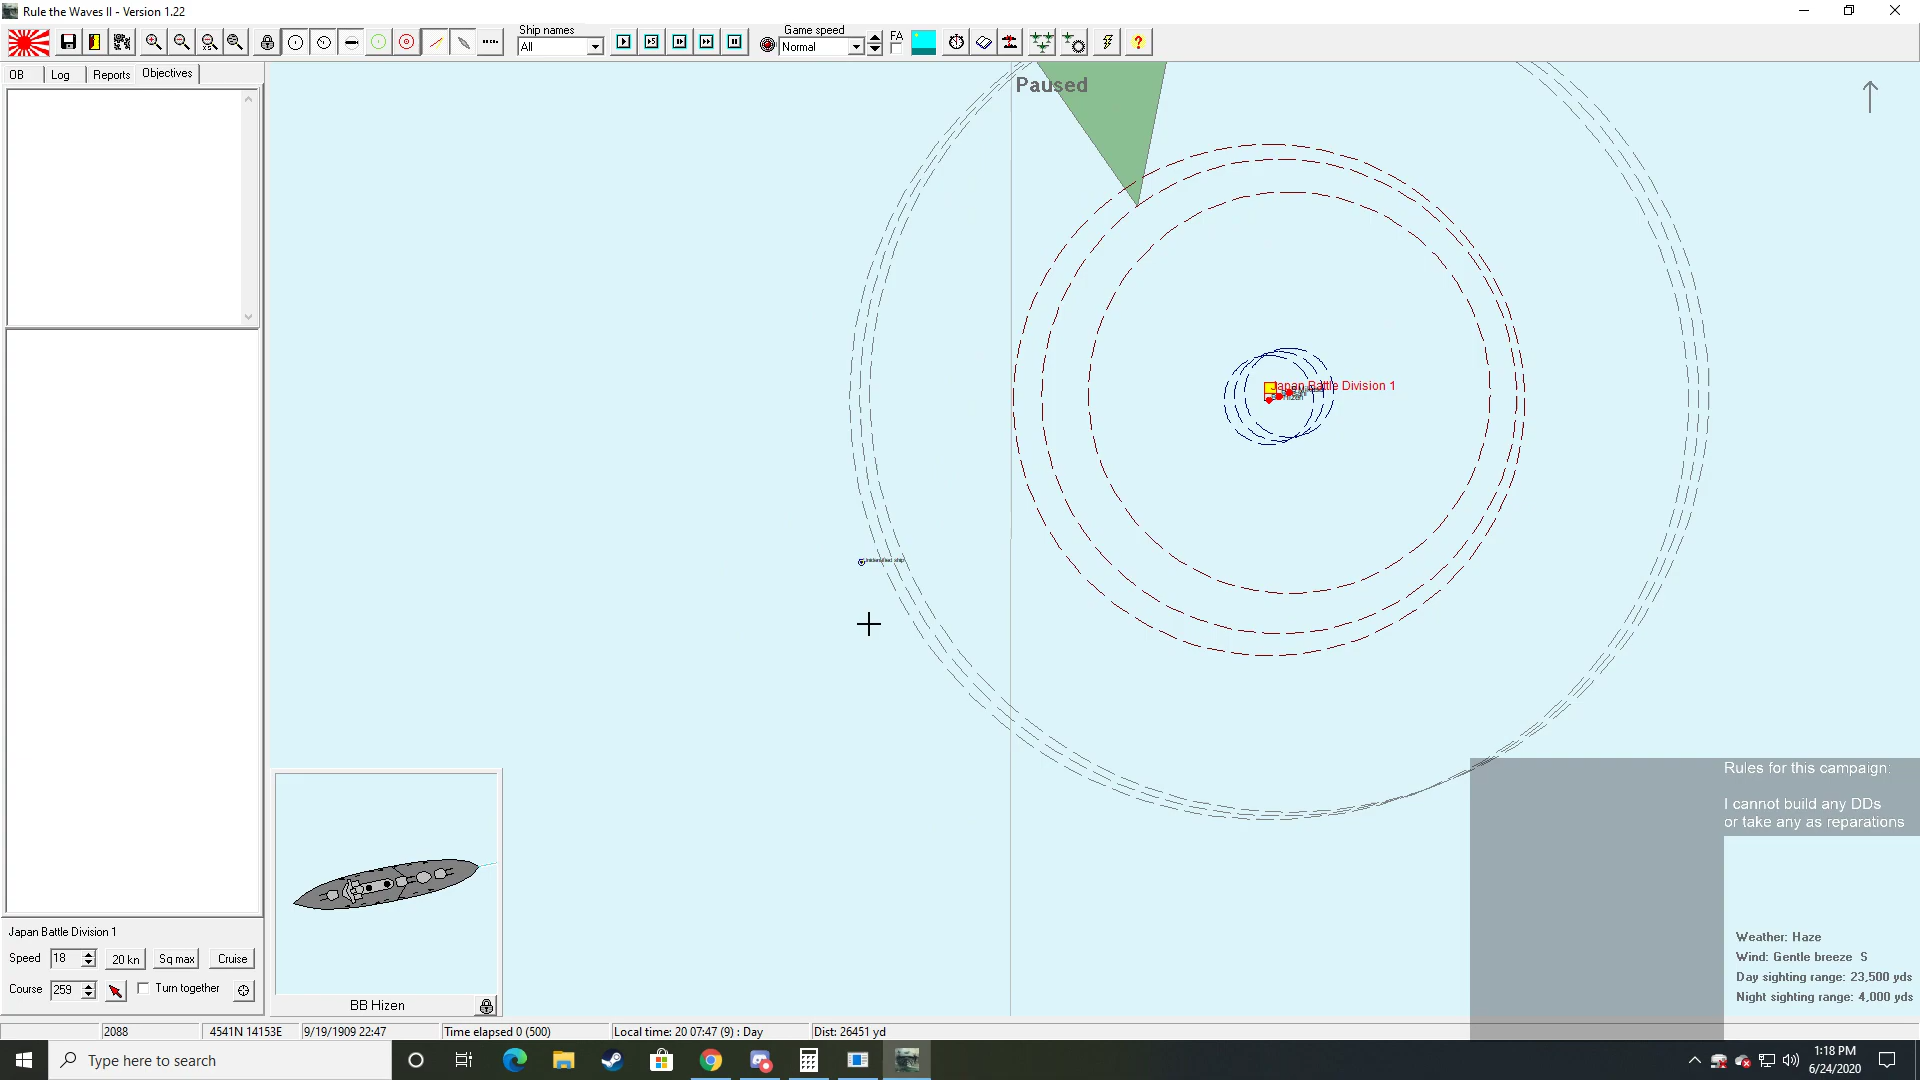 Rule the Waves II - Version 1.22
Ship names
Game speed
All
Normal
FA
OB
Log
Reports
Objectives
Paused
Japan Battle Division 1
Unidentified ship
Rules for this campaign:
I cannot build any DDs
or take any as reparations
Weather: Haze
Wind: Gentle breeze S
Day sighting range: 23,500 yds
Night sighting range: 4,000 yds
Japan Battle Division 1
Speed
18
20 kn
Sq max
Cruise
Course
259
Turn together
BB Hizen
2088
4541N 14153E
9/19/1909 22:47
Time elapsed 0 (500)
Local time: 20 07:47 (9) : Day
Dist: 26451 yd
Type here to search
1:18 PM
6/24/2020